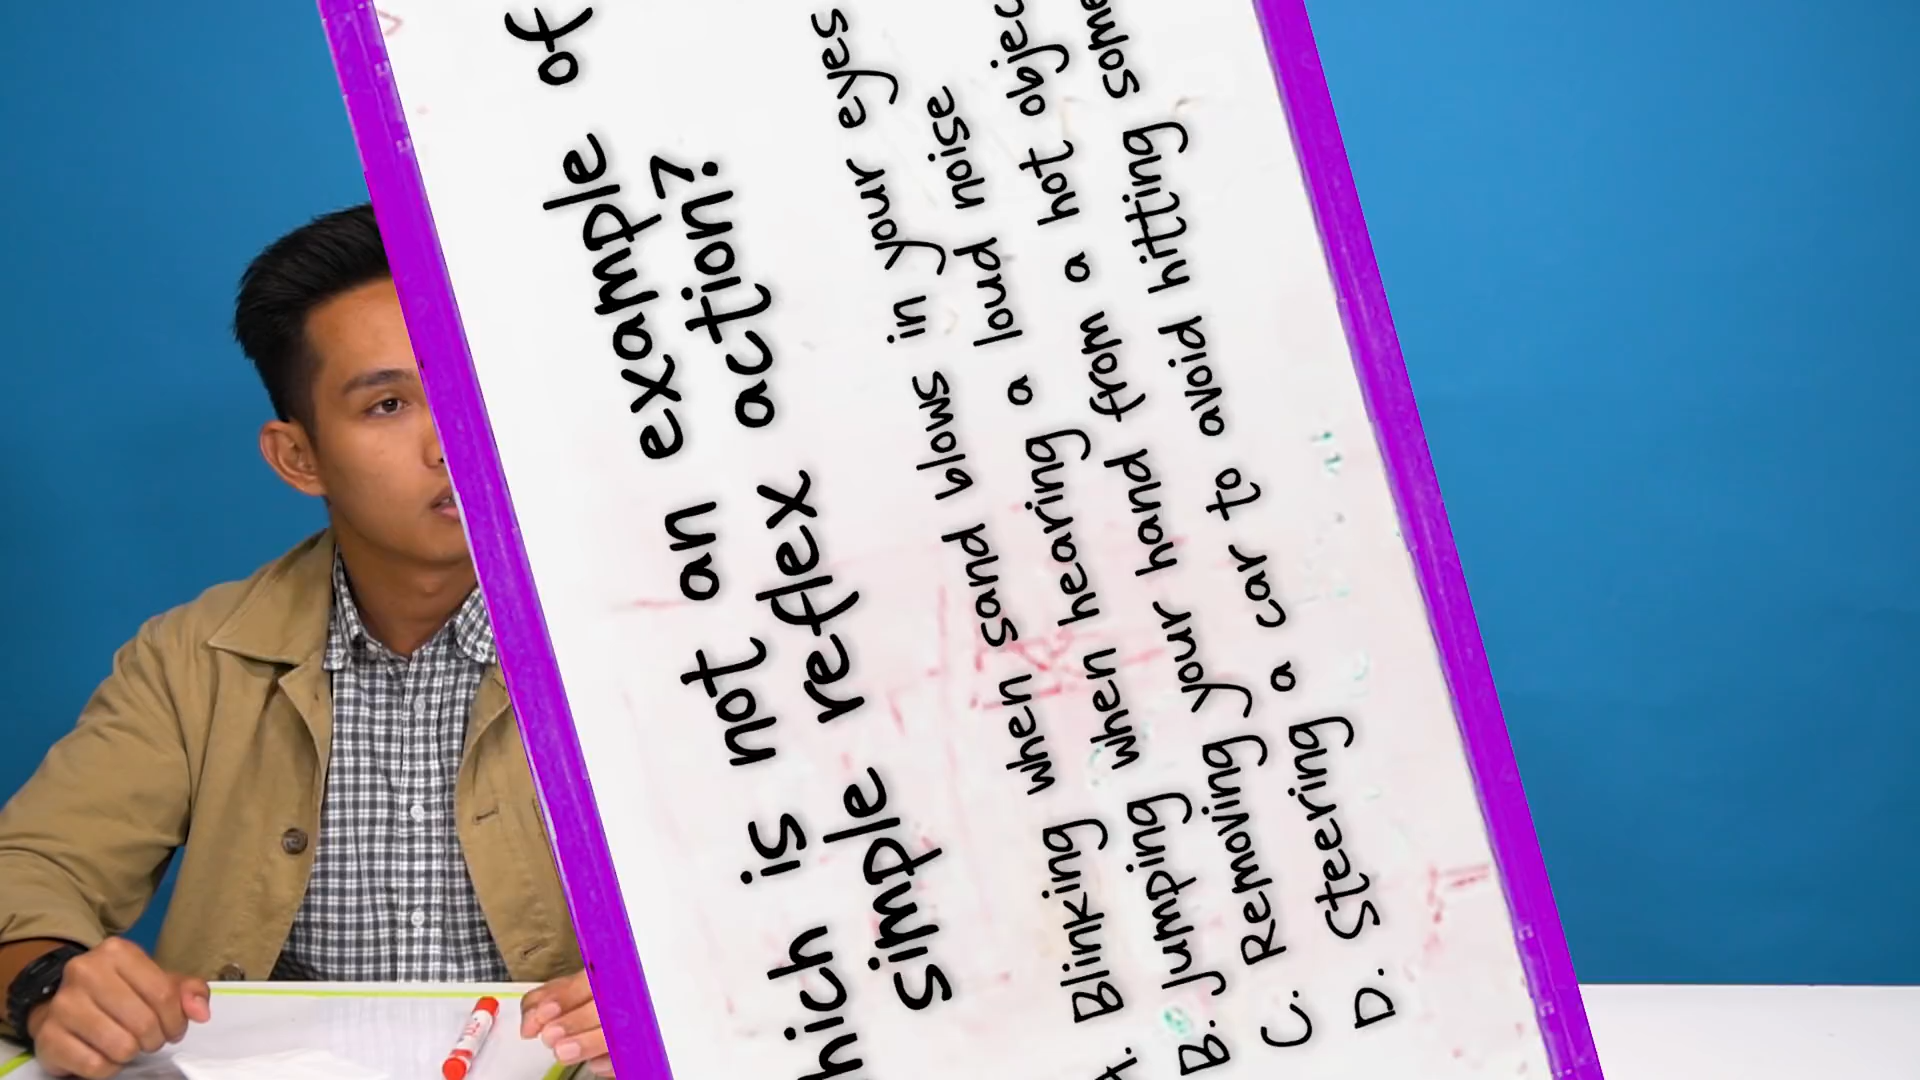 hich is not an example of
simple reflex action?
A. Blinking when sand blows in your eyes
B. Jumping when hearing a loud noise
C. Removing your hand from a hot objec
D. Steering a car to avoid hitting some